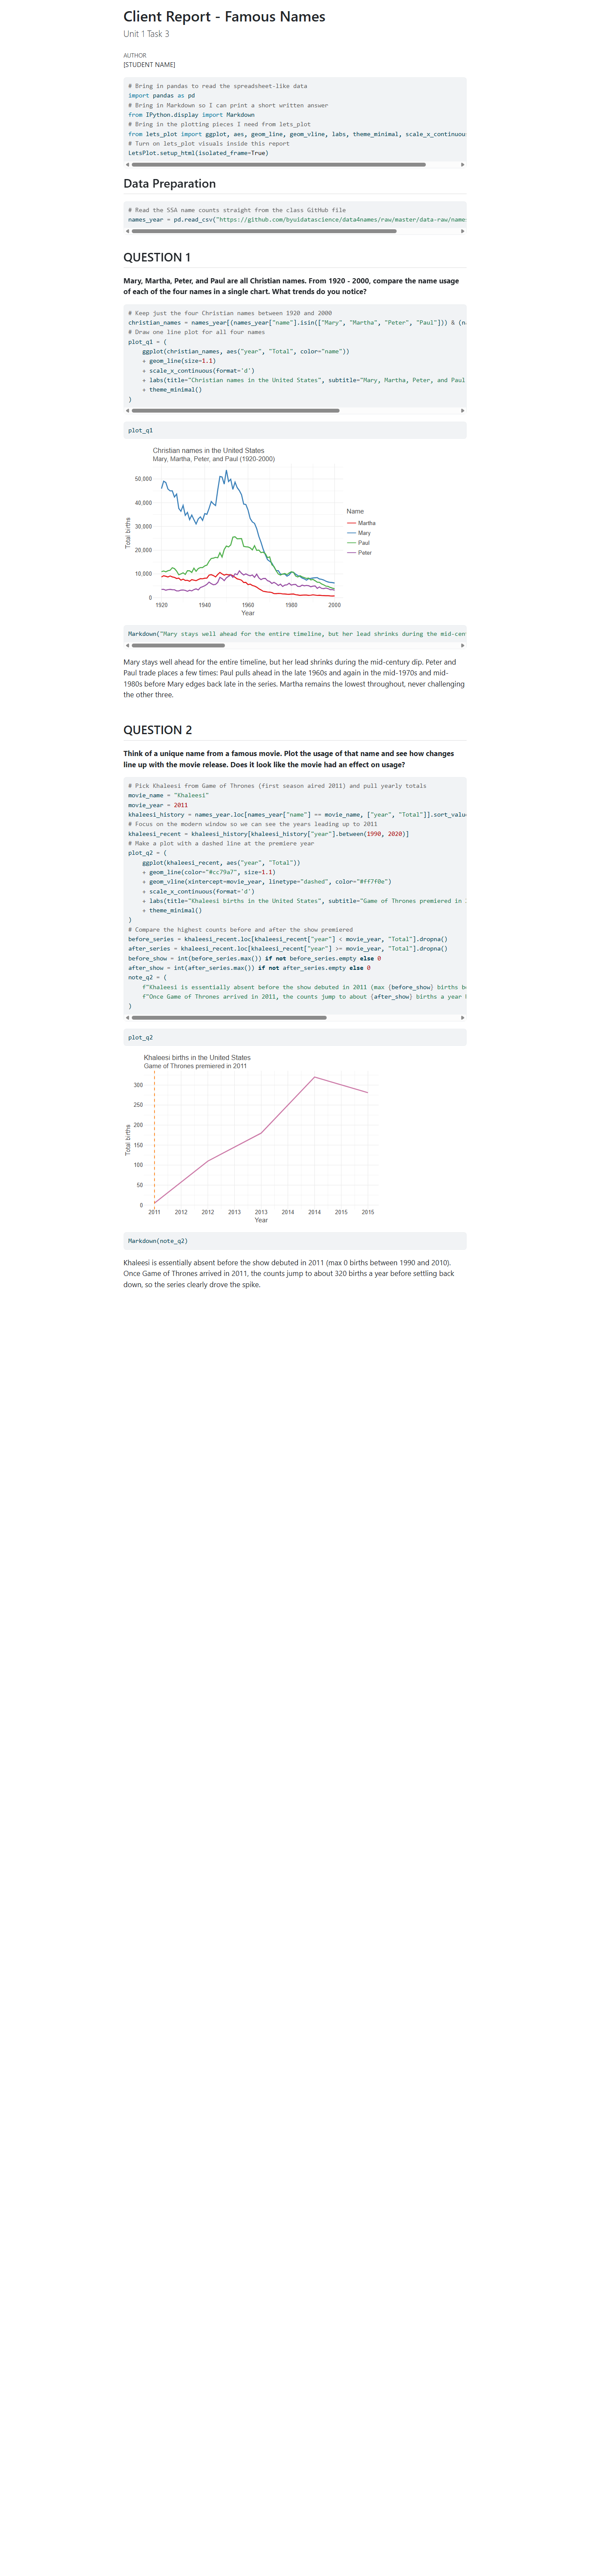 Client Report - Famous Names
Unit 1 Task 3
AUTHOR
[STUDENT NAME]
# Bring in pandas to read the spreadsheet-like data
import pandas as pd
# Bring in Markdown so I can print a short written answer
from IPython.display import Markdown
# Bring in the plotting pieces I need from lets_plot
from lets_plot import ggplot, aes, geom_line, geom_vline, labs, theme_minimal, scale_x_continuou
# Turn on lets_plot visuals inside this report
LetsPlot.setup_html(isolated_frame=True)
Data Preparation
# Read the SSA name counts straight from the class GitHub file
names_year = pd.read_csv("https://github.com/byuidatascience/data4names/raw/master/data-raw/name
QUESTION 1
Mary, Martha, Peter, and Paul are all Christian names. From 1920 - 2000, compare the name usage
of each of the four names in a single chart. What trends do you notice?
# Keep just the four Christian names between 1920 and 2000
christian_names = names_year[(names_year["name"].isin(["Mary", "Martha", "Peter", "Paul"])) & (n
# Draw one line plot for all four names
plot_q1 = (
    ggplot(christian_names, aes("year", "Total", color="name"))
    + geom_line(size=1.1)
    + scale_x_continuous(format='d')
    + labs(title="Christian names in the United States", subtitle="Mary, Martha, Peter, and Paul
    + theme_minimal()
)
plot_q1
Christian names in the United States
Mary, Martha, Peter, and Paul (1920-2000)
50,000
40,000
30,000
20,000
10,000
0
Total births
1920 1940 1960 1980 2000
Year
Name
Martha
Mary
Paul
Peter
Markdown("Mary stays well ahead for the entire timeline, but her lead shrinks during the mid-cen
Mary stays well ahead for the entire timeline, but her lead shrinks during the mid-century dip. Peter and
Paul trade places a few times: Paul pulls ahead in the late 1960s and again in the mid-1970s and mid-
1980s before Mary edges back late in the series. Martha remains the lowest throughout, never challenging
the other three.
QUESTION 2
Think of a unique name from a famous movie. Plot the usage of that name and see how changes
line up with the movie release. Does it look like the movie had an effect on usage?
# Pick Khaleesi from Game of Thrones (first season aired 2011) and pull yearly totals
movie_name = "Khaleesi"
movie_year = 2011
khaleesi_history = names_year.loc[names_year["name"] == movie_name, ["year", "Total"]].sort_valu
# Focus on the modern window so we can see the years leading up to 2011
khaleesi_recent = khaleesi_history[khaleesi_history["year"].between(1990, 2020)]
# Make a plot with a dashed line at the premiere year
plot_q2 = (
    ggplot(khaleesi_recent, aes("year", "Total"))
    + geom_line(color="#cc79a7", size=1.1)
    + geom_vline(xintercept=movie_year, linetype="dashed", color="#ff7f0e")
    + scale_x_continuous(format='d')
    + labs(title="Khaleesi births in the United States", subtitle="Game of Thrones premiered in
    + theme_minimal()
)
# Compare the highest counts before and after the show premiered
before_series = khaleesi_recent.loc[khaleesi_recent["year"] < movie_year, "Total"].dropna()
after_series = khaleesi_recent.loc[khaleesi_recent["year"] >= movie_year, "Total"].dropna()
before_show = int(before_series.max()) if not before_series.empty else 0
after_show = int(after_series.max()) if not after_series.empty else 0
note_q2 = (
    f"Khaleesi is essentially absent before the show debuted in 2011 (max {before_show} births b
    f"Once Game of Thrones arrived in 2011, the counts jump to about {after_show} births a year
)
plot_q2
Khaleesi births in the United States
Game of Thrones premiered in 2011
300
250
200
150
100
50
0
Total births
2011 2012 2012 2013 2013 2014 2014 2015 2015
Year
Markdown(note_q2)
Khaleesi is essentially absent before the show debuted in 2011 (max 0 births between 1990 and 2010).
Once Game of Thrones arrived in 2011, the counts jump to about 320 births a year before settling back
down, so the series clearly drove the spike.